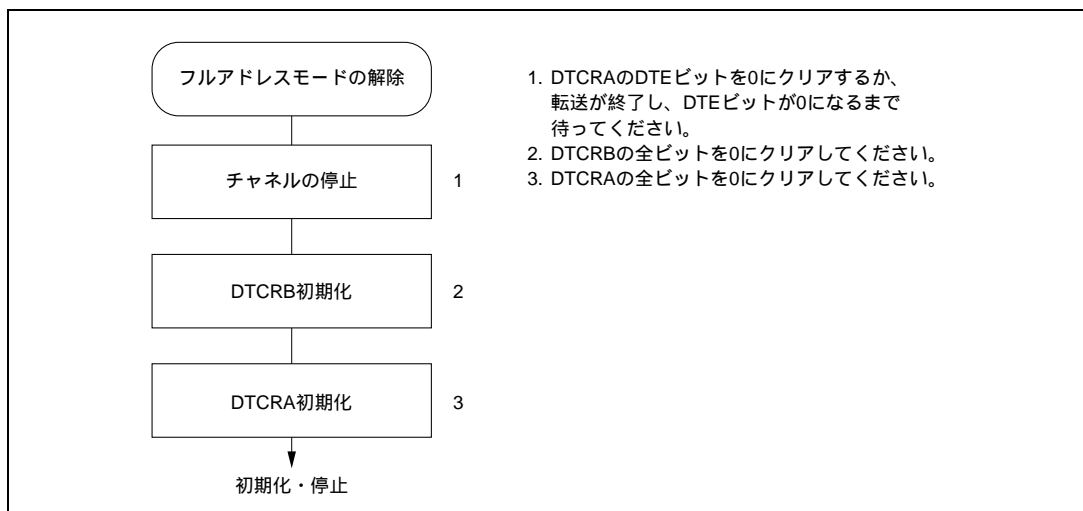 フルアドレスモードの解除
チャネルの停止 1
DTCRB初期化 2
DTCRA初期化 3
初期化・停止
1. DTCRAのDTEビットを0にクリアするか、
転送が終了し、DTEビットが0になるまで
待ってください。
2. DTCRBの全ビットを0にクリアしてください。
3. DTCRAの全ビットを0にクリアしてください。